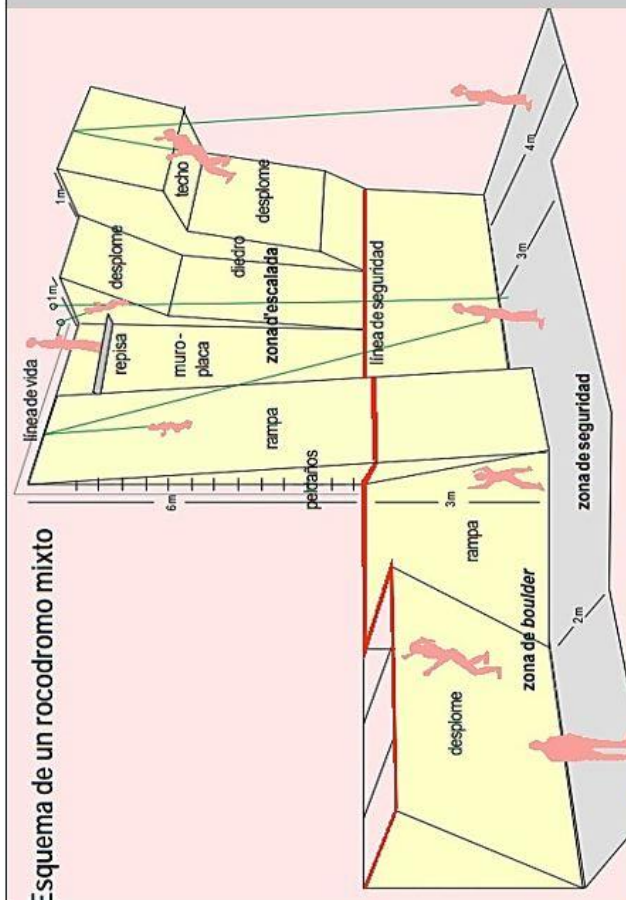 Esquema de un rocodromo mixto
línea de vida
1m
1m
desplome
techo
repisa
muro-
placa
diedro
desplome
zona d'escalada
rampa
6m
peldaños
línea de seguridad
3m
rampa
4m
3m
zona de boulder
zona de seguridad
desplome
2m